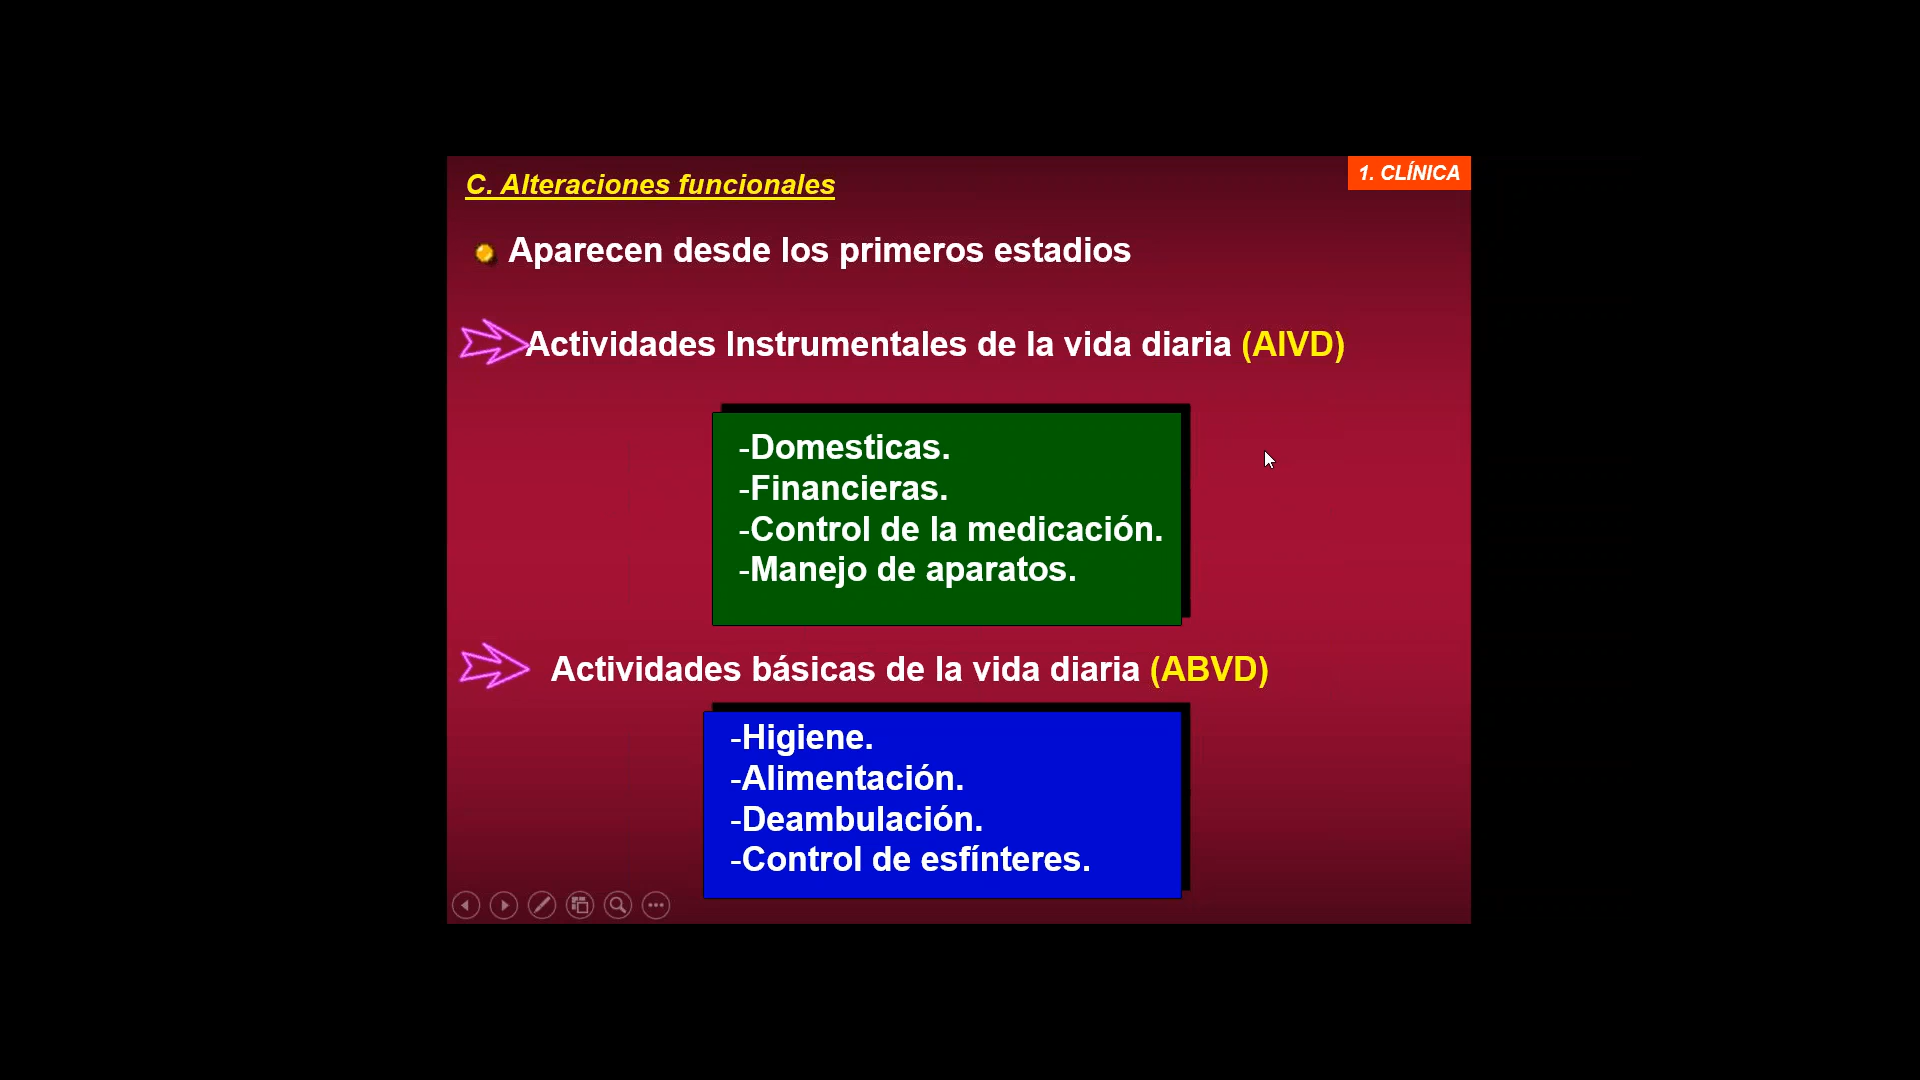 C. Alteraciones funcionales
1. CLÍNICA
Aparecen desde los primeros estadios
Actividades Instrumentales de la vida diaria (AIVD)
-Domesticas.
-Financieras.
-Control de la medicación.
-Manejo de aparatos.
Actividades básicas de la vida diaria (ABVD)
-Higiene.
-Alimentación.
-Deambulación.
-Control de esfínteres.